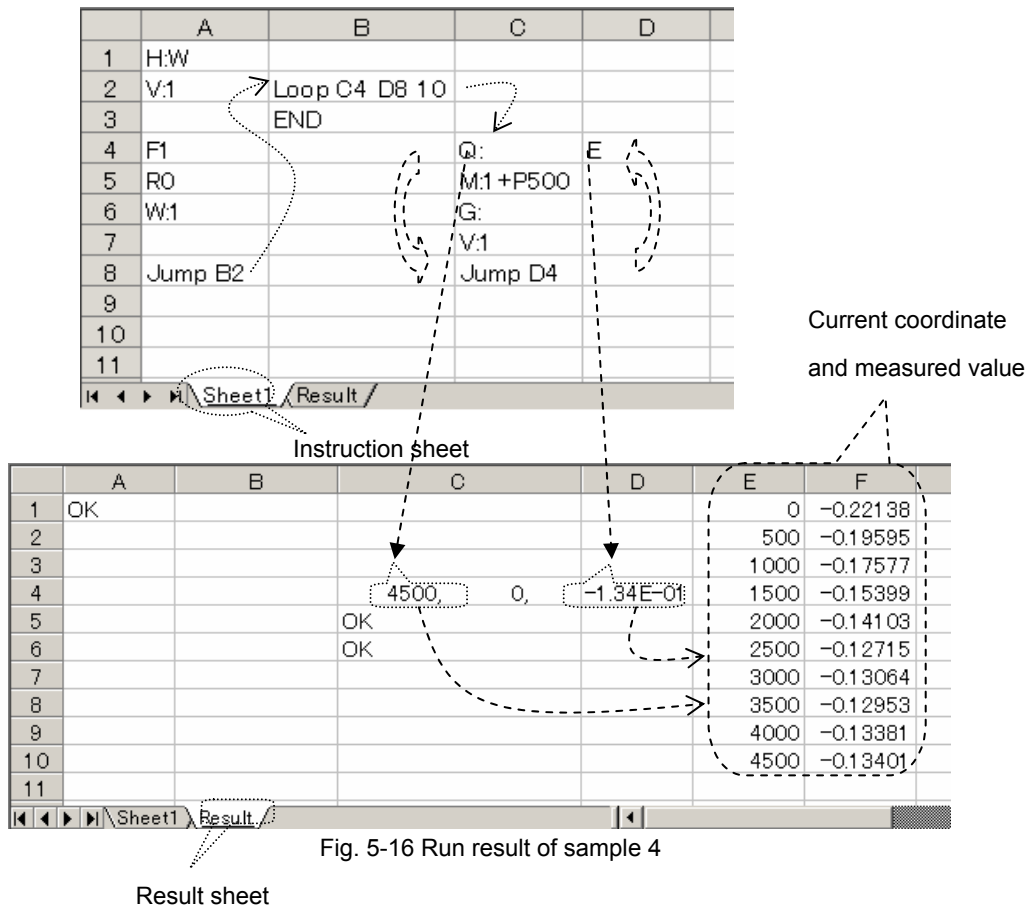 A B C D
1 H:W
2 V:1 Loop C4 D8 10
3 END
4 F1 Q: E
5 R0 M:1+P500
6 W:1 G:
7 V:1
8 Jump B2 Jump D4
9
10
11
Sheet1 Result
Current coordinate
and measured value
Instruction sheet
A B C D E F
1 OK 0 -0.22138
2 500 -0.19595
3 1000 -0.17577
4 4500, 0, -1.34E-01 1500 -0.15399
5 OK 2000 -0.14103
6 OK 2500 -0.12715
7 3000 -0.13064
8 3500 -0.12953
9 4000 -0.13381
10 4500 -0.13401
11
Sheet1 Result
Fig. 5-16 Run result of sample 4
Result sheet